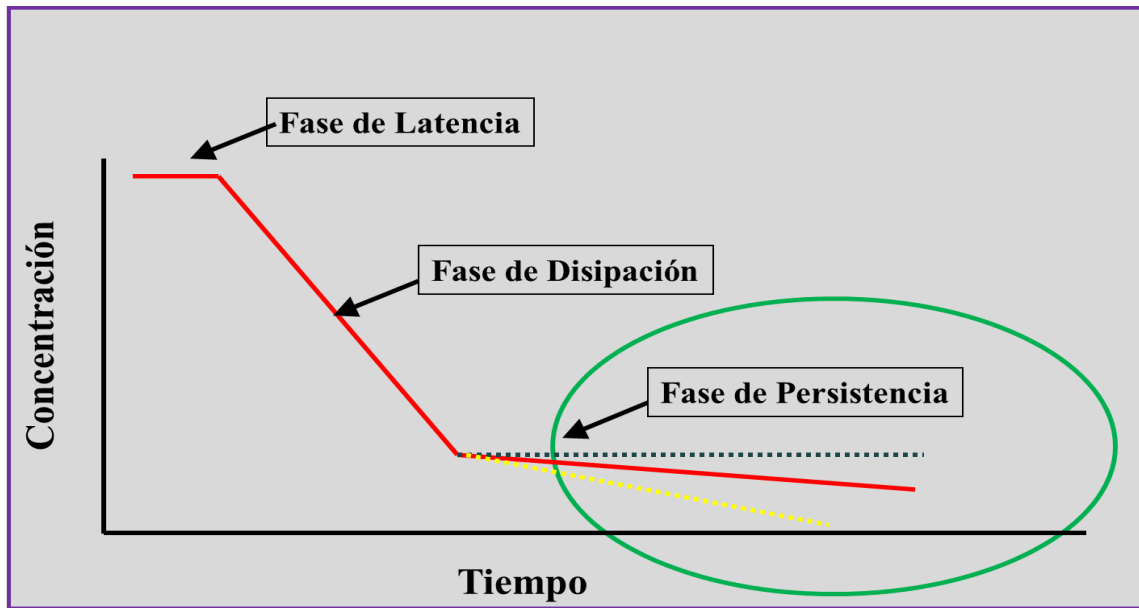 Fase de Latencia
Fase de Disipación
Fase de Persistencia
Concentración
Tiempo